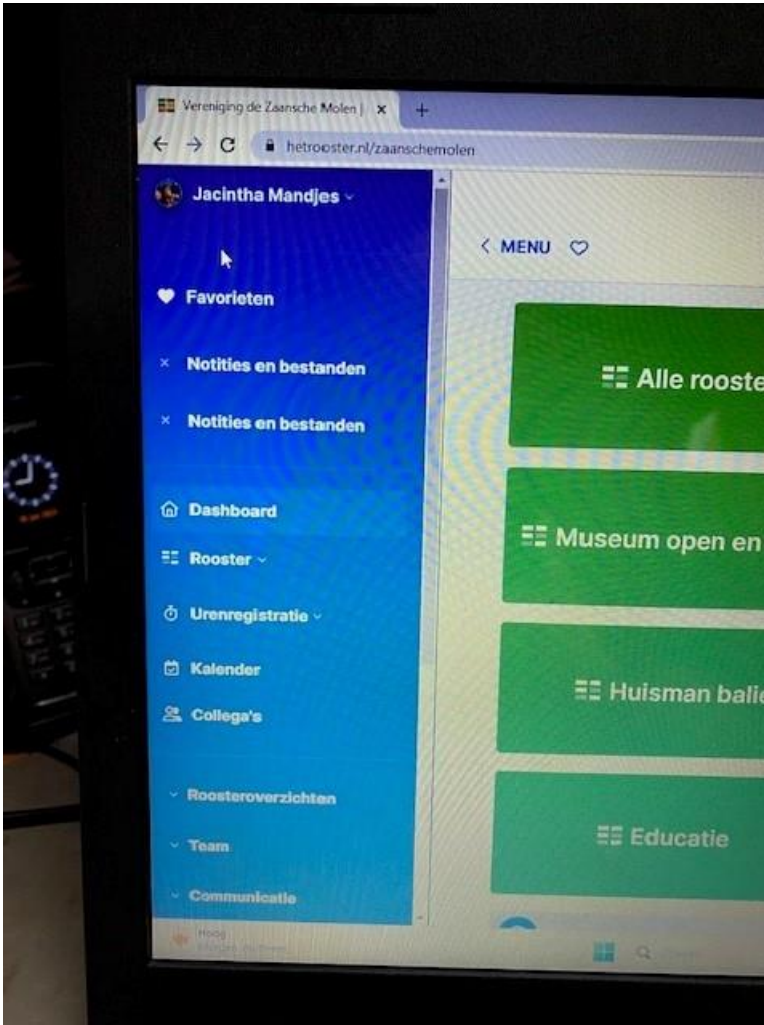 Vereniging de Zaansche Molen |
hetrooster.nl/zaanschemolen
Jacintha Mandjes
MENU
Favorieten
Notities en bestanden
Notities en bestanden
Dashboard
Rooster
Urenregistratie
Kalender
Collega's
Roosteroverzichten
Team
Communicatie
Alle rooste
Museum open en
Huisman balie
Educatie
Hoog